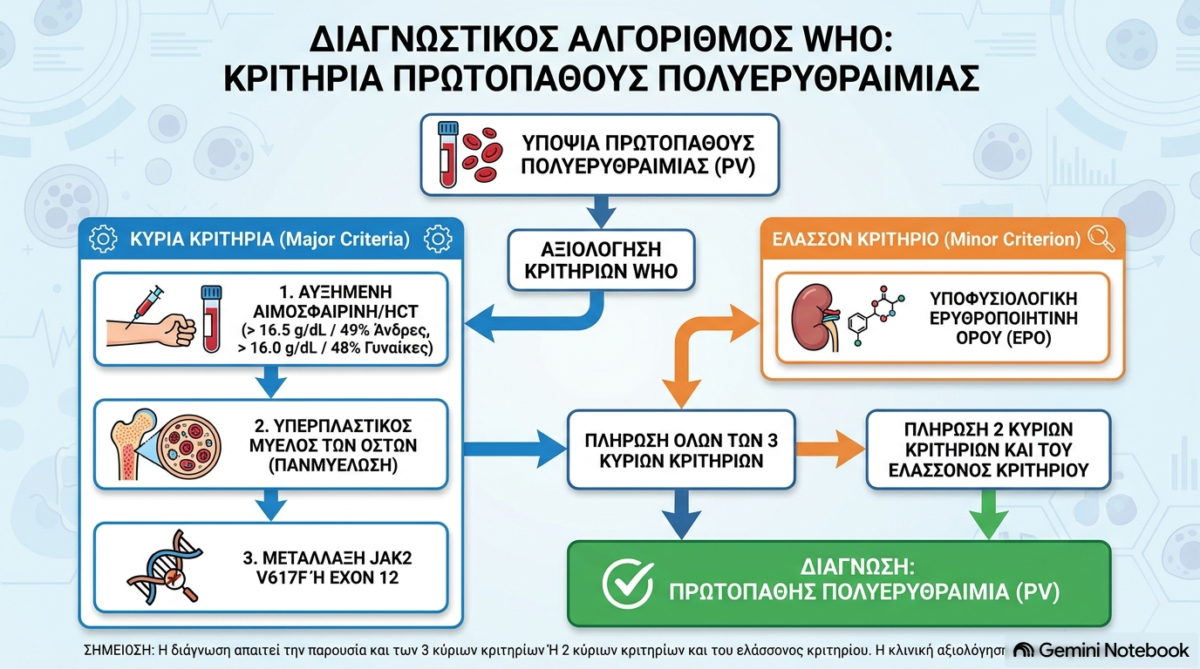 ΔΙΑΓΝΩΣΤΙΚΟΣ ΑΛΓΟΡΙΘΜΟΣ WHO:
ΚΡΙΤΗΡΙΑ ΠΡΩΤΟΠΑΘΟΥΣ ΠΟΛΥΕΡΥΘΡΑΙΜΙΑΣ
ΥΠΟΨΙΑ ΠΡΩΤΟΠΑΘΟΥΣ
ΠΟΛΥΕΡΥΘΡΑΙΜΙΑΣ (PV)
ΑΞΙΟΛΟΓΗΣΗ
ΚΡΙΤΗΡΙΩΝ WHO
ΚΥΡΙΑ ΚΡΙΤΗΡΙΑ (Major Criteria)
1. ΑΥΞΗΜΕΝΗ
ΑΙΜΟΣΦΑΙΡΙΝΗ/HCT
(> 16.5 g/dL / 49% Άνδρες,
> 16.0 g/dL / 48% Γυναίκες)
2. ΥΠΕΡΠΛΑΣΤΙΚΟΣ
ΜΥΕΛΟΣ ΤΩΝ ΟΣΤΩΝ
(ΠΑΝΜΥΕΛΩΣΗ)
3. ΜΕΤΑΛΛΑΞΗ JAK2
V617F Ή EXON 12
ΕΛΑΣΣΟΝ ΚΡΙΤΗΡΙΟ (Minor Criterion)
ΥΠΟΦΥΣΙΟΛΟΓΙΚΗ
ΕΡΥΘΡΟΠΟΙΗΤΙΝΗ
ΟΡΟΥ (EPO)
ΠΛΗΡΩΣΗ ΟΛΩΝ ΤΩΝ 3
ΚΥΡΙΩΝ ΚΡΙΤΗΡΙΩΝ
ΠΛΗΡΩΣΗ 2 ΚΥΡΙΩΝ
ΚΡΙΤΗΡΙΩΝ ΚΑΙ ΤΟΥ
ΕΛΑΣΣΟΝΟΣ ΚΡΙΤΗΡΙΟΥ
ΔΙΑΓΝΩΣΗ:
ΠΡΩΤΟΠΑΘΗΣ ΠΟΛΥΕΡΥΘΡΑΙΜΙΑ (PV)
ΣΗΜΕΙΩΣΗ: Η διάγνωση απαιτεί την παρουσία και των 3 κύριων κριτηρίων Ή 2 κύριων κριτηρίων και του ελάσσονος κριτηρίου. Η κλινική
Gemini Notebook